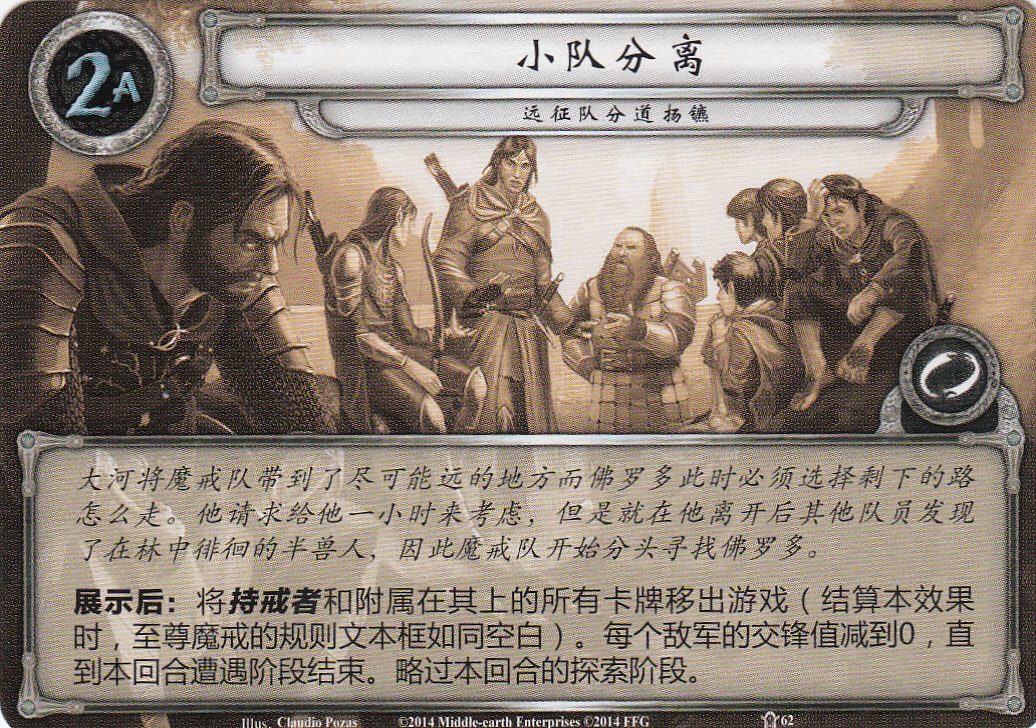 2A
小队分离
远征队分道扬镳
大河将魔戒队带到了尽可能远的地方而佛罗多此时必须选择剩下的路
怎么走。他请求给他一小时来考虑，但是就在他离开后其他队员发现
了在林中徘徊的半兽人，因此魔戒队开始分头寻找佛罗多。
展示后：将持戒者和附属在其上的所有卡牌移出游戏（结算本效果
时，至尊魔戒的规则文本框如同空白）。每个敌军的交锋值减到0，直
到本回合遭遇阶段结束。略过本回合的探索阶段。
Illus. Claudio Pozas ©2014 Middle-earth Enterprises ©2014 FFG 62